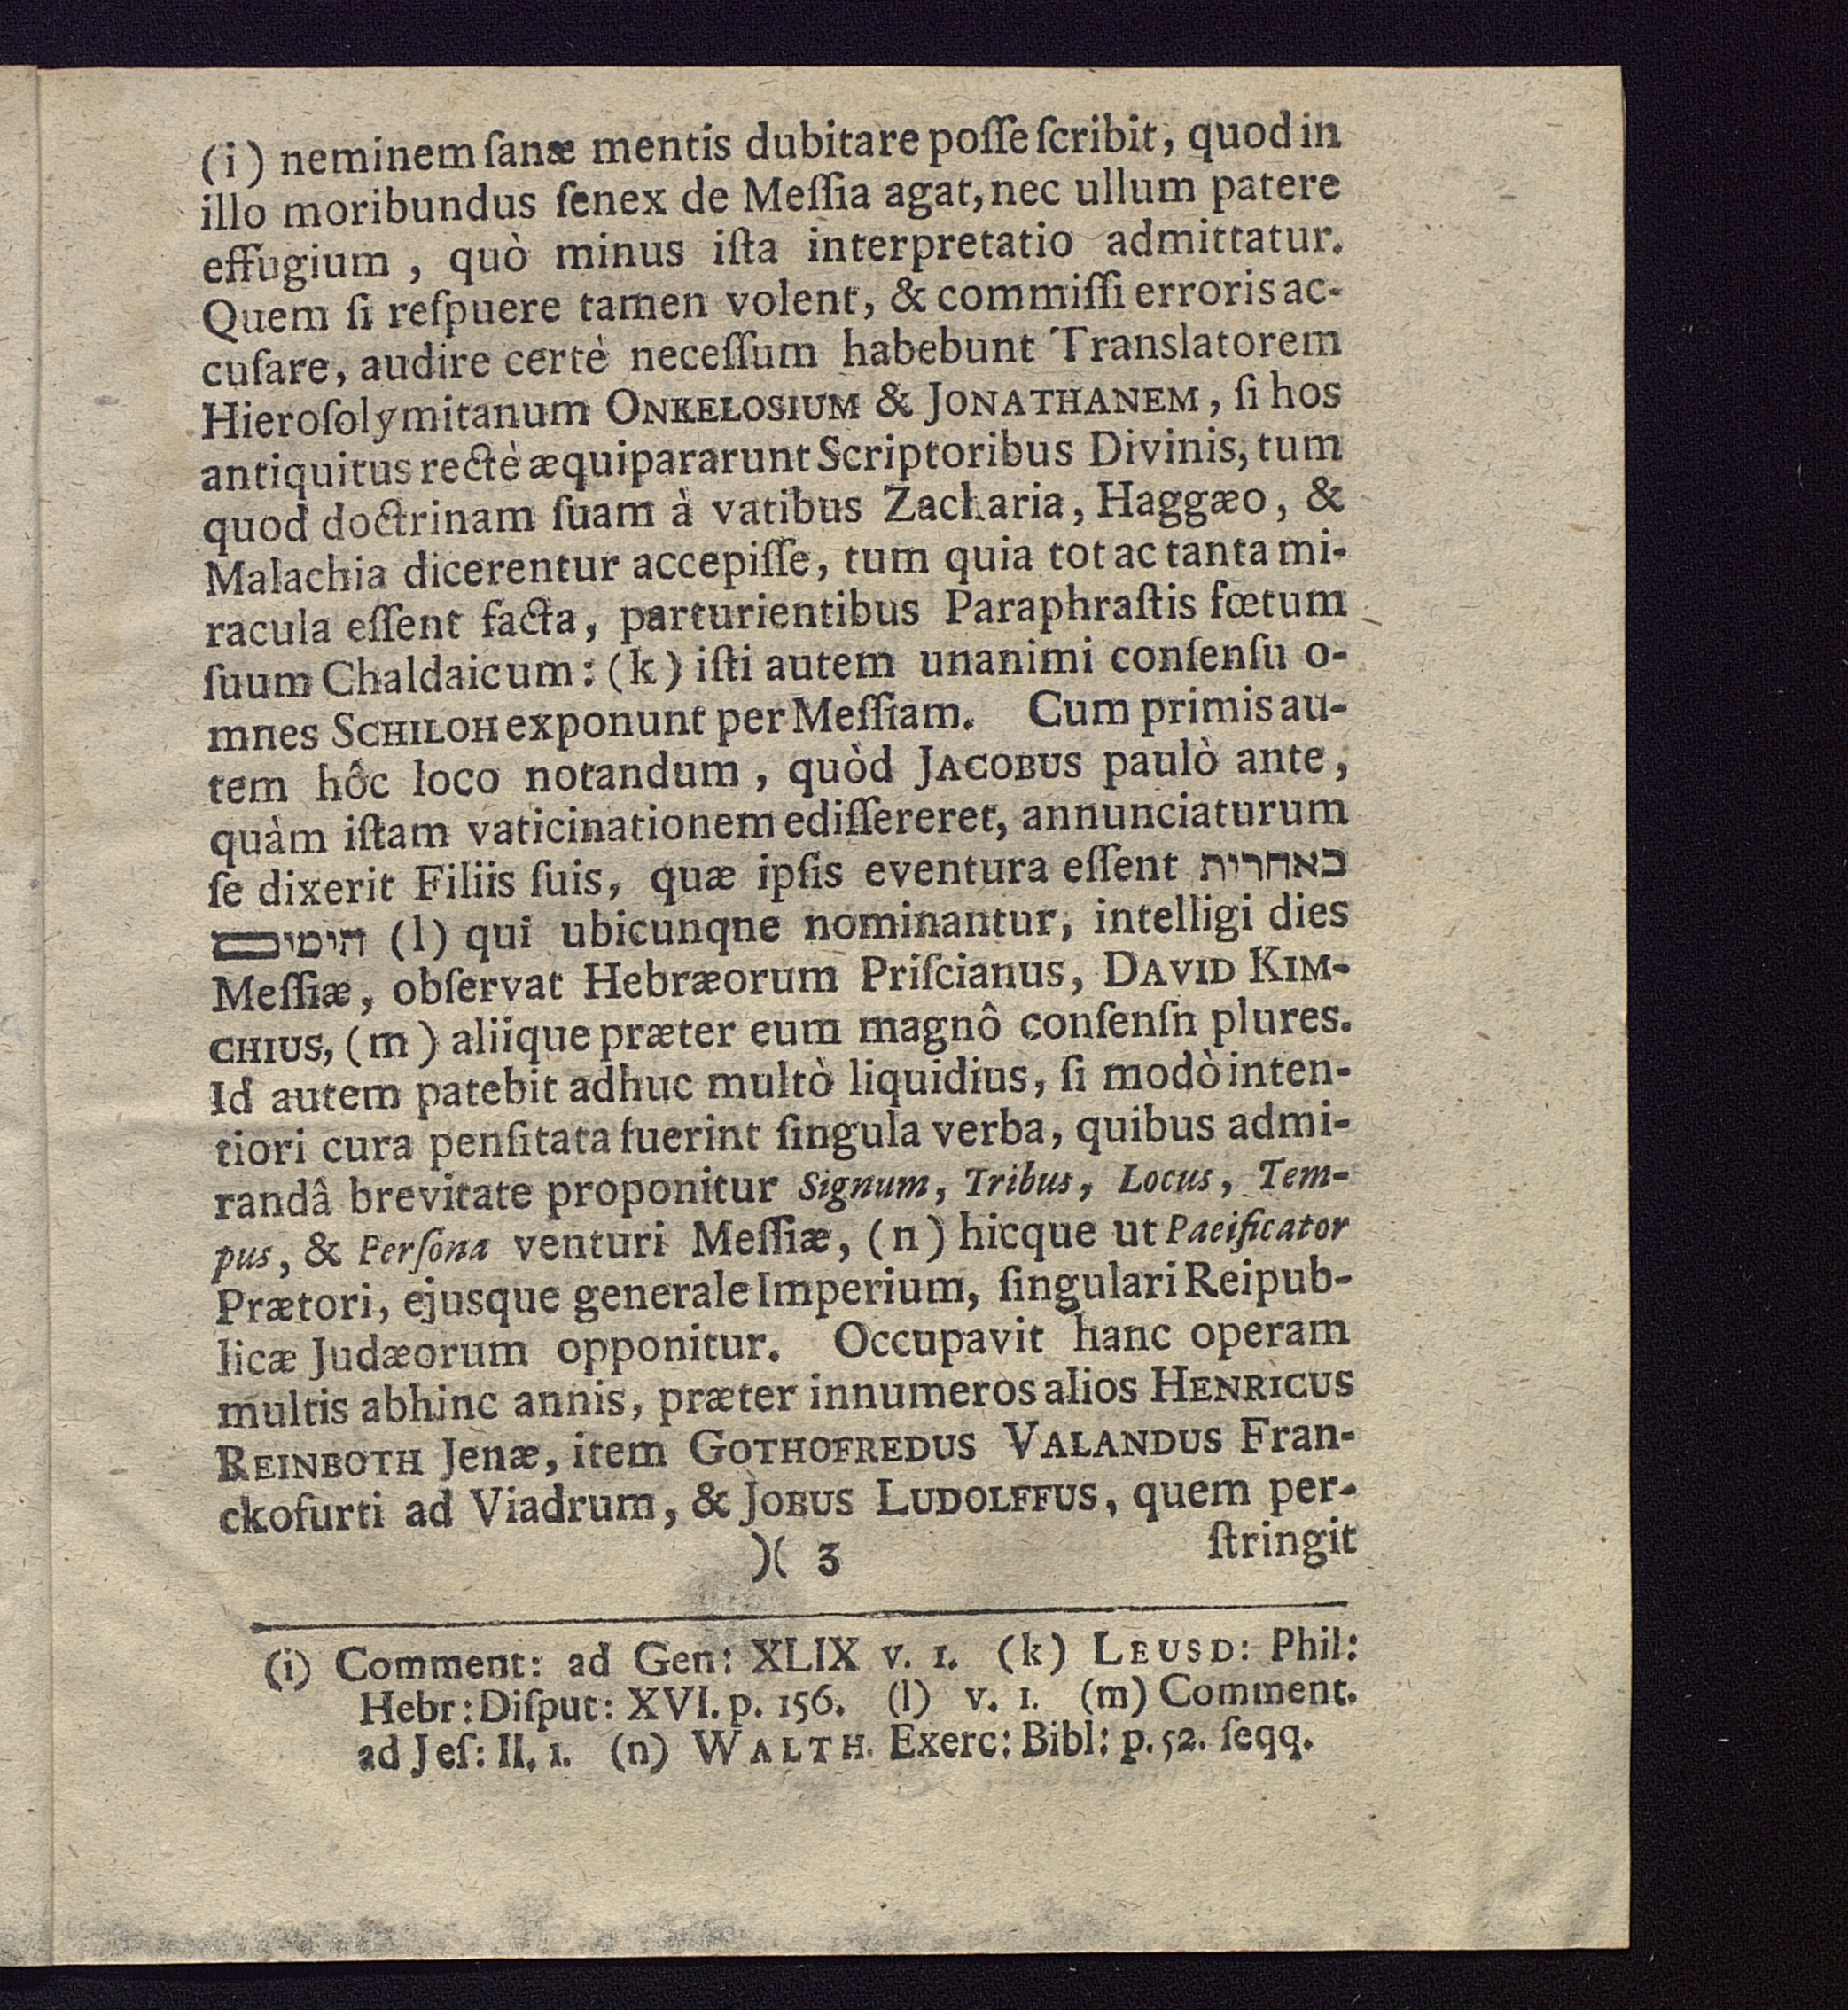 (i) neminem ſanæ mentis dubitare poſſe ſcribit, quod in
illo moribundus ſenex de Meſſia agat, nec ullum patere
effugium , quò minus iſta interpretatio admittatur.
Quem ſi reſpuere tamen volent, & commiſſi erroris ac-
cuſare, audire certè neceſſum habebunt Translatorem
Hieroſolymitanum ONKELOSIUM & JONATHANEM, ſi hos
antiquitus rectè æquipararunt Scriptoribus Divinis, tum
quod doctrinam ſuam à vatibus Zacharia, Haggæo, &
Malachia dicerentur accepiſſe, tum quia tot ac tanta mi-
racula eſſent facta, parturientibus Paraphraſtis fœtum
ſuum Chaldaicum: (k) iſti autem unanimi conſenſu o-
mnes SCHILOH exponunt per Meſſiam. Cum primis au-
tem hôc loco notandum, quòd JACOBUS paulò ante,
quàm iſtam vaticinationem ediſſereret, annunciaturum
ſe dixerit Filiis ſuis, quæ ipſis eventura eſſent באחרית
הימים (l) qui ubicunqne nominantur, intelligi dies
Meſſiæ, obſervat Hebræorum Priſcianus, DAVID KIM-
CHIUS, (m) aliique præter eum magnô conſenſn plures.
Id autem patebit adhuc multò liquidius, ſi modò inten-
tiori cura penſitata fuerint ſingula verba, quibus admi-
randâ brevitate proponitur Signum, Tribus, Locus, Tem-
pus, & Perſona venturi Meſſiæ, (n) hicque ut Pacificator
Prætori, ejusque generale Imperium, ſingulari Reipub-
licæ Judæorum opponitur. Occupavit hanc operam
multis abhinc annis, præter innumeros alios HENRICUS
REINBOTH Jenæ, item GOTHOFREDUS VALANDUS Fran-
ckofurti ad Viadrum, & JOBUS LUDOLFFUS, quem per-
)( 3 ſtringit
(i) Comment: ad Gen: XLIX v. 1. (k) LEUSD: Phil:
Hebr: Diſput: XVI. p. 156. (l) v. 1. (m) Comment.
ad Jeſ: II, 1. (n) WALTH. Exerc: Bibl: p. 52. ſeqq.